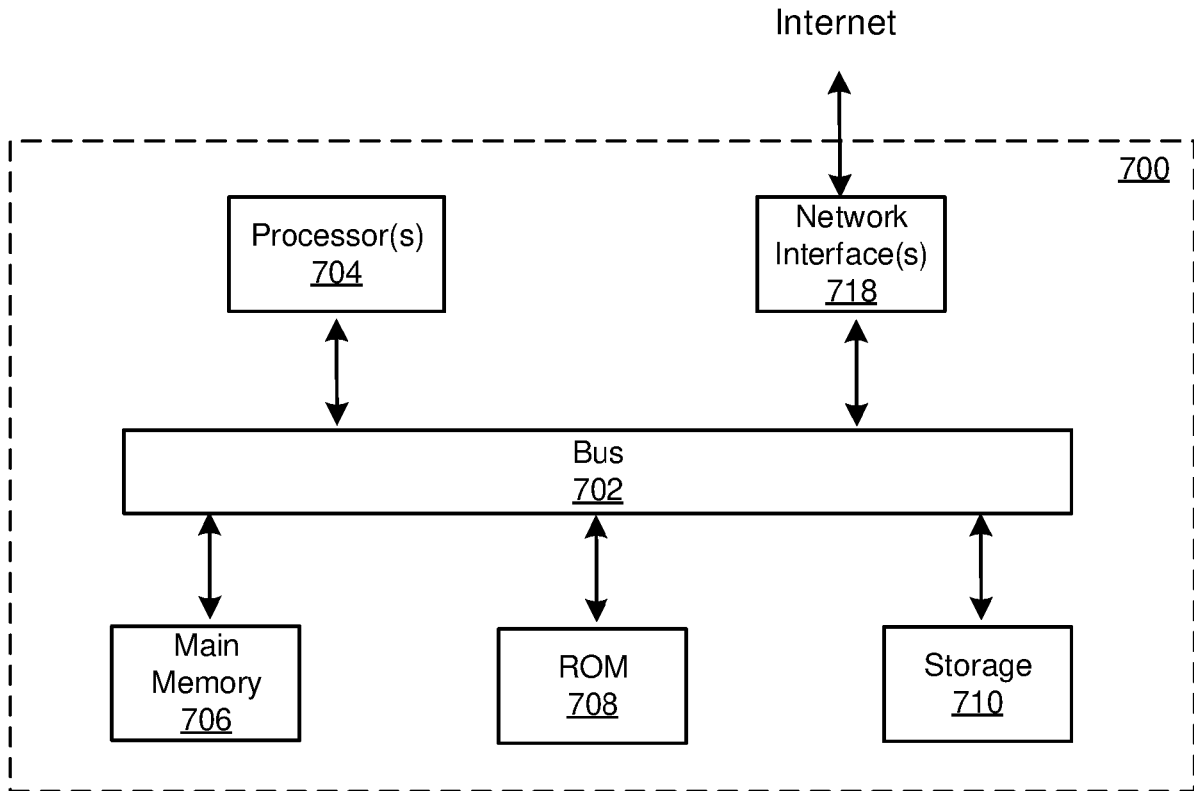 Internet
700
Processor(s)
704
Network
Interface(s)
718
Bus
702
Main
Memory
706
ROM
708
Storage
710